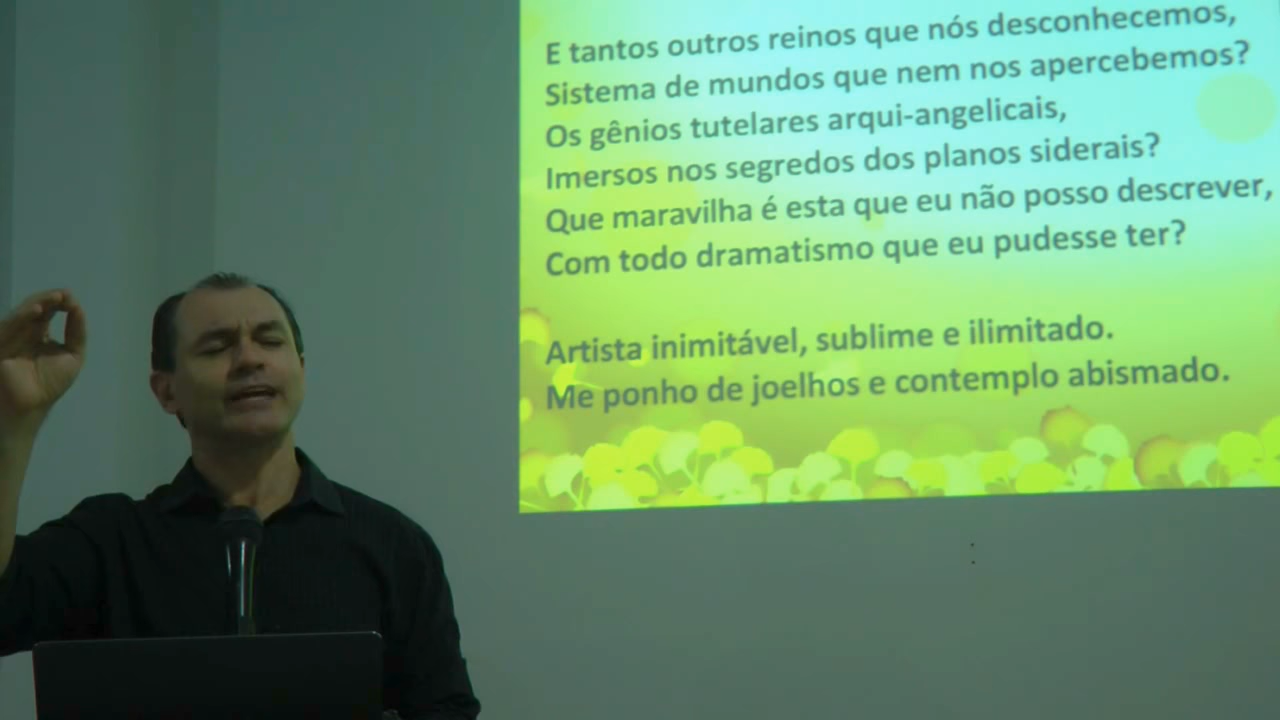 E tantos outros reinos que nós desconhecemos,
Sistema de mundos que nem nos apercebemos?
Os gênios tutelares arqui-angelicais,
Imersos nos segredos dos planos siderais?
Que maravilha é esta que eu não posso descrever,
Com todo dramatismo que eu pudesse ter?
Artista inimitável, sublime e ilimitado.
Me ponho de joelhos e contemplo abismado.